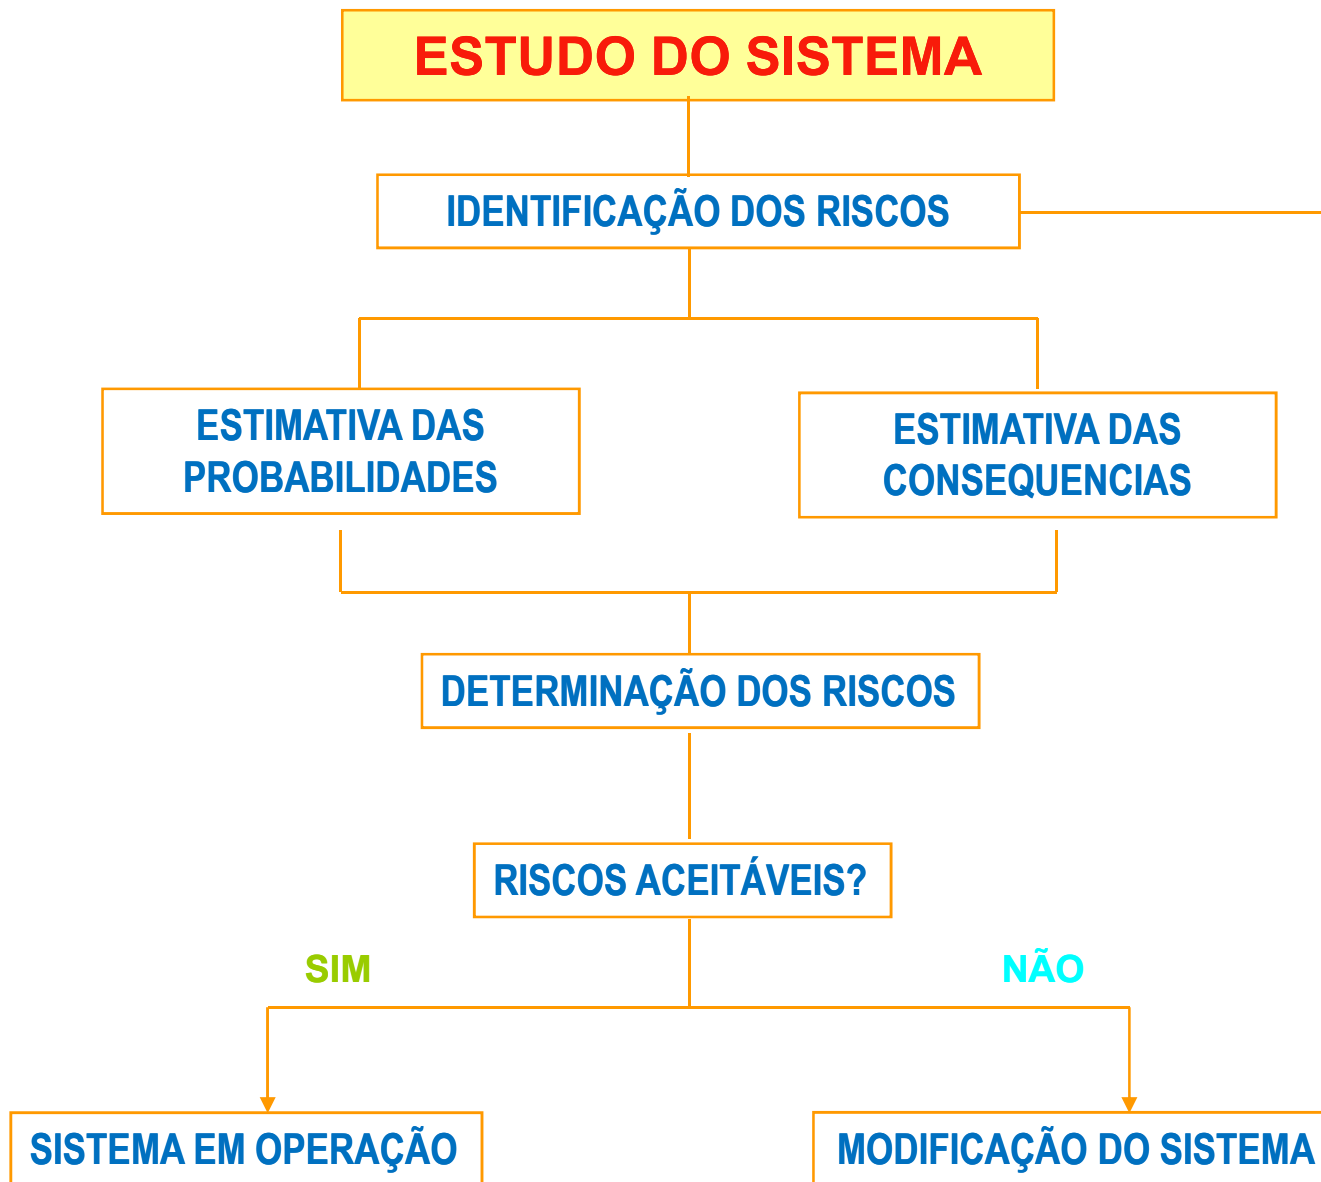 ESTUDO DO SISTEMA
IDENTIFICAÇÃO DOS RISCOS
ESTIMATIVA DAS
PROBABILIDADES
ESTIMATIVA DAS
CONSEQUENCIAS
DETERMINAÇÃO DOS RISCOS
RISCOS ACEITÁVEIS?
SIM
NÃO
SISTEMA EM OPERAÇÃO
MODIFICAÇÃO DO SISTEMA